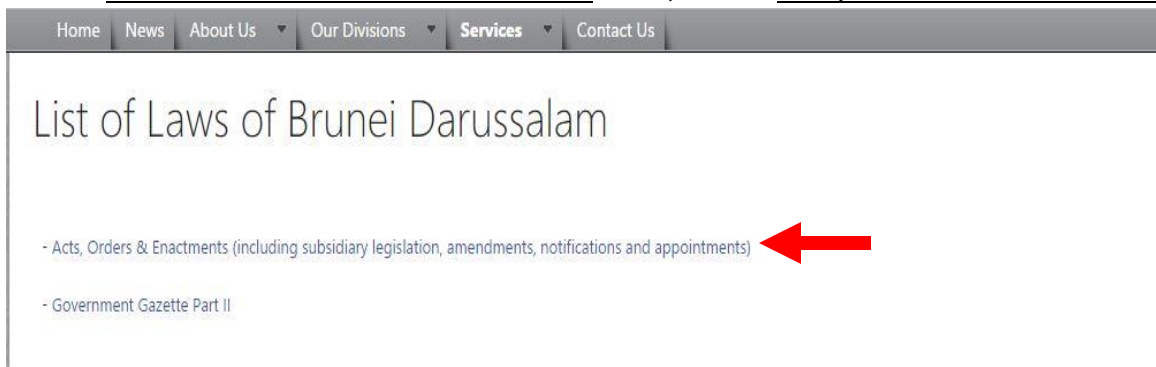 Home News About Us Our Divisions Services Contact Us
List of Laws of Brunei Darussalam
- Acts, Orders & Enactments (including subsidiary legislation, amendments, notifications and appointments)
- Government Gazette Part II